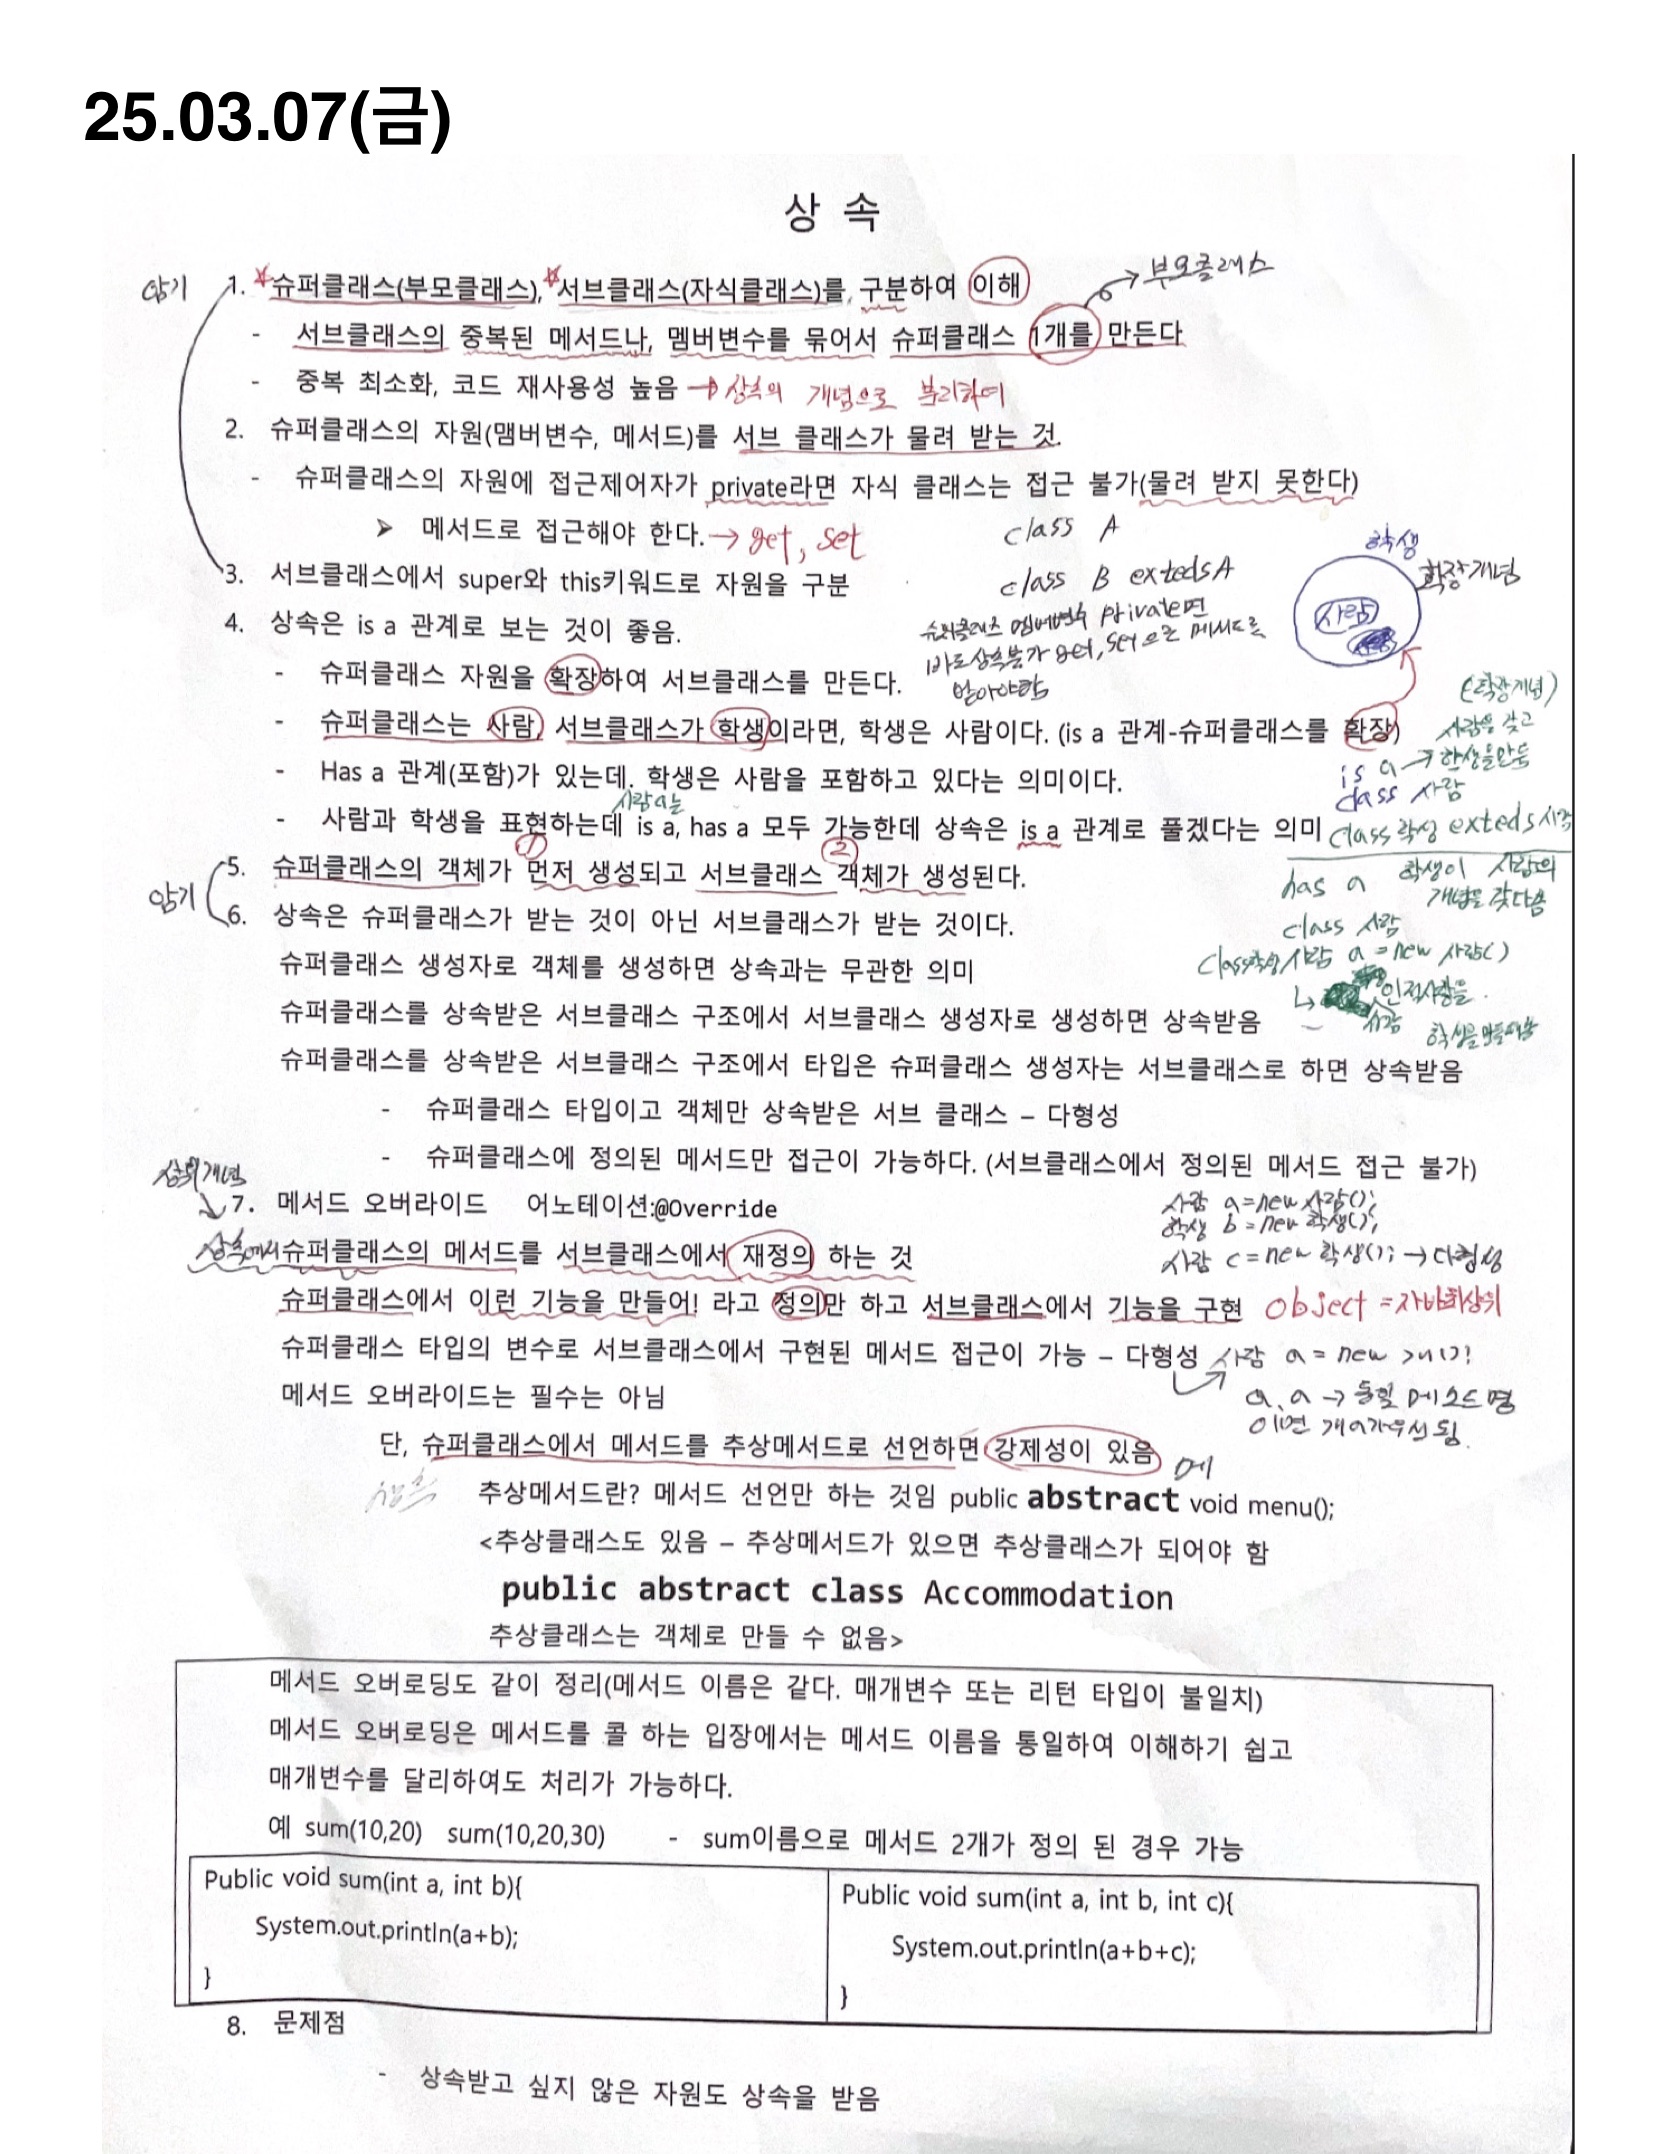 25.03.07(금)
상 속
암기
1. 슈퍼클래스(부모클래스), 서브클래스(자식클래스)를 구분하여 이해
부모클래스
- 서브클래스의 중복된 메서드나, 멤버변수를 묶어서 슈퍼클래스 1개를 만든다
- 중복 최소화, 코드 재사용성 높음 → 상속의 개념으로 분리하여
2. 슈퍼클래스의 자원(맴버변수, 메서드)를 서브 클래스가 물려 받는 것.
- 슈퍼클래스의 자원에 접근제어자가 private라면 자식 클래스는 접근 불가(물려 받지 못한다)
➢ 메서드로 접근해야 한다. → get, set
class A
class B exteds A
학생
확장개념
사람
3. 서브클래스에서 super와 this키워드로 자원을 구분
슈퍼클래스 멤버변수 private면
바로상속불가 get, set으로 메서드로
받아야함
4. 상속은 is a 관계로 보는 것이 좋음.
- 슈퍼클래스 자원을 확장하여 서브클래스를 만든다.
- 슈퍼클래스는 사람, 서브클래스가 학생이라면, 학생은 사람이다. (is a 관계-슈퍼클래스를 확장)
(확장개념)
사람을 갖고
is a → 학생을만듦
class 사람
class 학생 exteds 사람
- Has a 관계(포함)가 있는데. 학생은 사람을 포함하고 있다는 의미이다.
- 사람과 학생을 표현하는데 is a, has a 모두 가능한데 상속은 is a 관계로 풀겠다는 의미
① ②
암기
5. 슈퍼클래스의 객체가 먼저 생성되고 서브클래스 객체가 생성된다.
has a 학생이 사람의
개념을 갖다씀
class 사람
class학생 사람 a = new 사람()
6. 상속은 슈퍼클래스가 받는 것이 아닌 서브클래스가 받는 것이다.
슈퍼클래스 생성자로 객체를 생성하면 상속과는 무관한 의미
슈퍼클래스를 상속받은 서브클래스 구조에서 서브클래스 생성자로 생성하면 상속받음
슈퍼클래스를 상속받은 서브클래스 구조에서 타입은 슈퍼클래스 생성자는 서브클래스로 하면 상속받음
- 슈퍼클래스 타입이고 객체만 상속받은 서브 클래스 – 다형성
- 슈퍼클래스에 정의된 메서드만 접근이 가능하다. (서브클래스에서 정의된 메서드 접근 불가)
7. 메서드 오버라이드 어노테이션:@Override
사람 a = new 사람();
학생 b = new 학생();
사람 c = new 학생(); → 다형성
상속에서 슈퍼클래스의 메서드를 서브클래스에서 재정의 하는 것
슈퍼클래스에서 이런 기능을 만들어! 라고 정의만 하고 서브클래스에서 기능을 구현 object = 자바최상위
슈퍼클래스 타입의 변수로 서브클래스에서 구현된 메서드 접근이 가능 – 다형성 사람 a = new 개();
a.a → 동일 메소드명
이면 개a가우선됨.
메서드 오버라이드는 필수는 아님
단, 슈퍼클래스에서 메서드를 추상메서드로 선언하면 강제성이 있음
추상메서드란? 메서드 선언만 하는 것임 public abstract void menu();
<추상클래스도 있음 – 추상메서드가 있으면 추상클래스가 되어야 함
public abstract class Accommodation
추상클래스는 객체로 만들 수 없음>
메서드 오버로딩도 같이 정리(메서드 이름은 같다. 매개변수 또는 리턴 타입이 불일치)
메서드 오버로딩은 메서드를 콜 하는 입장에서는 메서드 이름을 통일하여 이해하기 쉽고
매개변수를 달리하여도 처리가 가능하다.
예 sum(10,20) sum(10,20,30) - sum이름으로 메서드 2개가 정의 된 경우 가능
Public void sum(int a, int b){
System.out.println(a+b);
}
Public void sum(int a, int b, int c){
System.out.println(a+b+c);
}
8. 문제점
- 상속받고 싶지 않은 자원도 상속을 받음